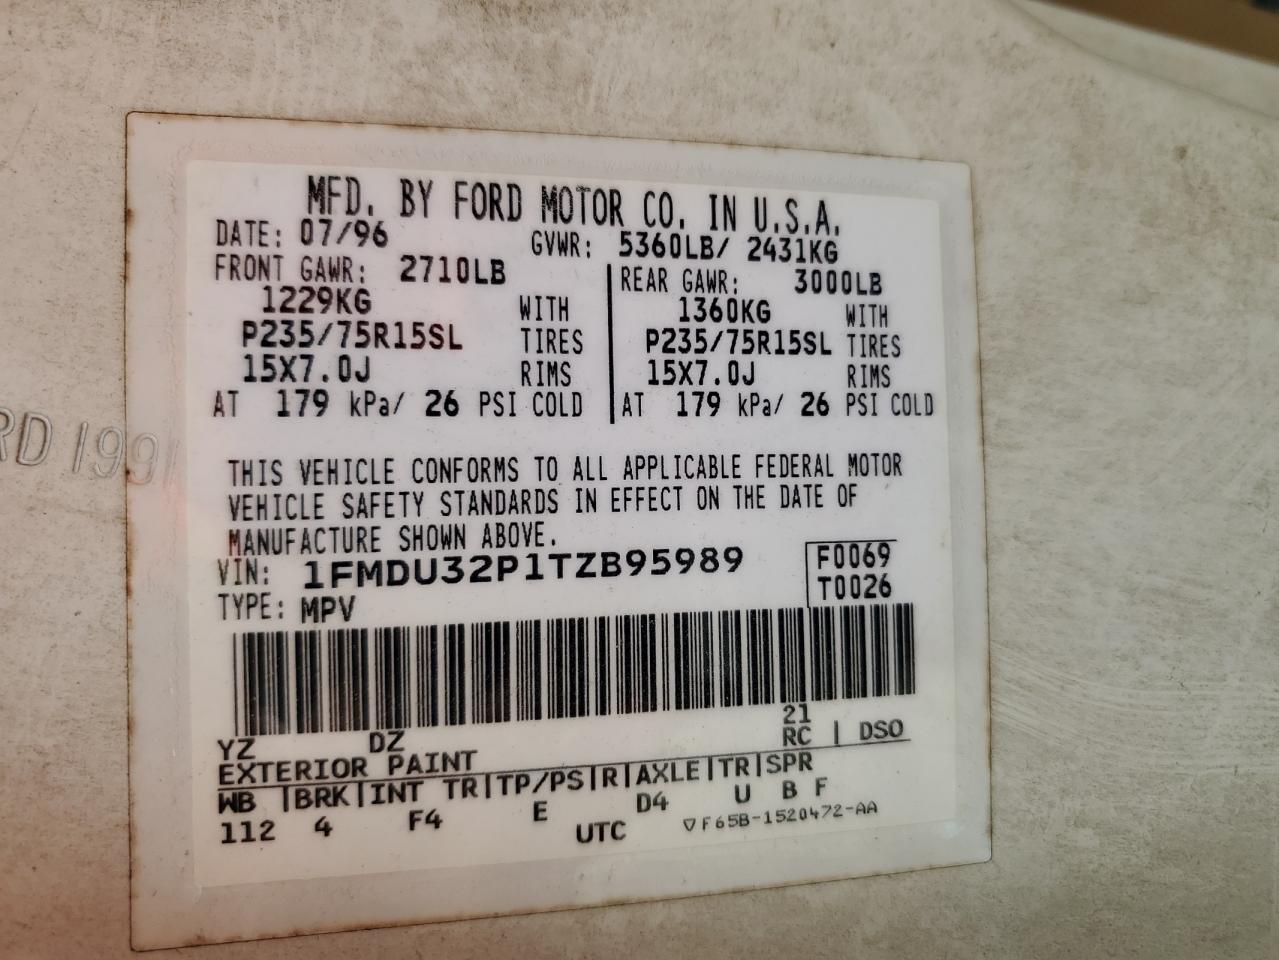 MFD. BY FORD MOTOR CO. IN U.S.A.
DATE: 07/96 GVWR: 5360LB/ 2431KG
FRONT GAWR: 2710LB REAR GAWR: 3000LB
1229KG WITH 1360KG WITH
P235/75R15SL TIRES P235/75R15SL TIRES
15X7.0J RIMS 15X7.0J RIMS
AT 179 kPa/ 26 PSI COLD AT 179 kPa/ 26 PSI COLD
RD 1991
THIS VEHICLE CONFORMS TO ALL APPLICABLE FEDERAL MOTOR
VEHICLE SAFETY STANDARDS IN EFFECT ON THE DATE OF
MANUFACTURE SHOWN ABOVE.
VIN: 1FMDU32P1TZB95989 F0069
TYPE: MPV T0026
21
YZ DZ RC | DSO
EXTERIOR PAINT
WB |BRK|INT TR|TP/PS|R|AXLE|TR|SPR
112 4 F4 E D4 U B F
UTC ▽F65B-1520472-AA